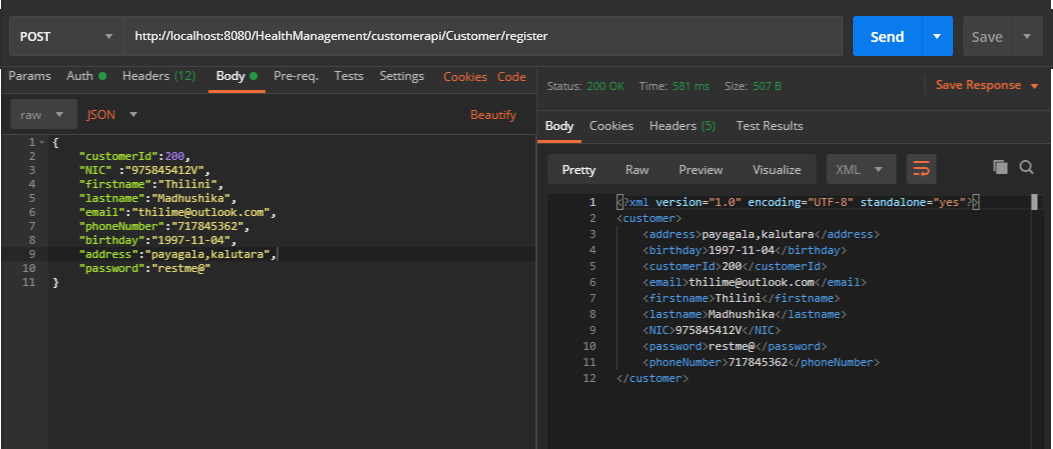 POST http://localhost:8080/HealthManagement/customerapi/Customer/register Send Save
Params Auth Headers (12) Body Pre-req. Tests Settings Cookies Code
raw JSON Beautify
1 {
2 "customerId":200,
3 "NIC" :"975845412V",
4 "firstname":"Thilini",
5 "lastname":"Madhushika",
6 "email":"thilime@outlook.com",
7 "phoneNumber":"717845362",
8 "birthday":"1997-11-04",
9 "address":"payagala,kalutara",
10 "password":"restme@"
11 }
Status: 200 OK Time: 581 ms Size: 507 B Save Response
Body Cookies Headers (5) Test Results
Pretty Raw Preview Visualize XML
1 <?xml version="1.0" encoding="UTF-8" standalone="yes"?>
2 <customer>
3 <address>payagala,kalutara</address>
4 <birthday>1997-11-04</birthday>
5 <customerId>200</customerId>
6 <email>thilime@outlook.com</email>
7 <firstname>Thilini</firstname>
8 <lastname>Madhushika</lastname>
9 <NIC>975845412V</NIC>
10 <password>restme@</password>
11 <phoneNumber>717845362</phoneNumber>
12 </customer>